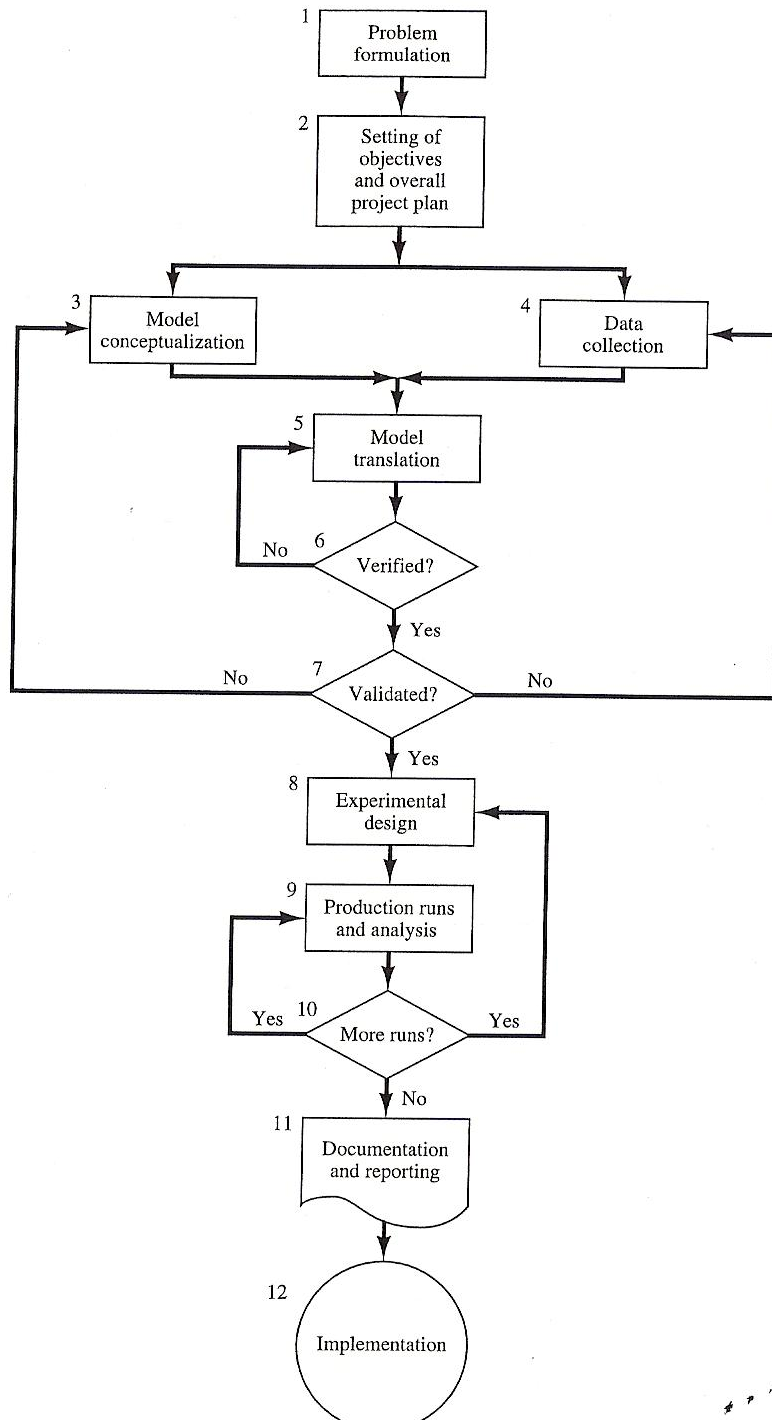 1
Problem
formulation
2
Setting of
objectives
and overall
project plan
3
Model
conceptualization
4
Data
collection
5
Model
translation
6
No
Verified?
Yes
7
No
Validated?
No
Yes
8
Experimental
design
9
Production runs
and analysis
10
Yes
More runs?
Yes
No
11
Documentation
and reporting
12
Implementation